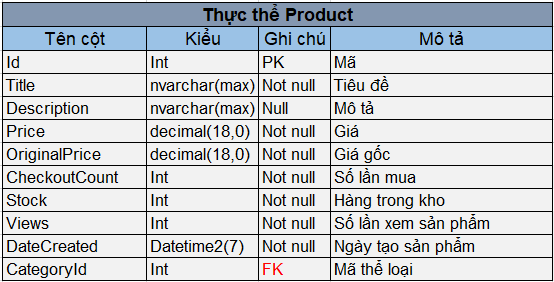 Thực thể Product
Tên cột Kiểu Ghi chú Mô tả
Id Int PK Mã
Title nvarchar(max) Not null Tiêu đề
Description nvarchar(max) Null Mô tả
Price decimal(18,0) Not null Giá
OriginalPrice decimal(18,0) Not null Giá gốc
CheckoutCount Int Not null Số lần mua
Stock Int Not null Hàng trong kho
Views Int Not null Số lần xem sản phẩm
DateCreated Datetime2(7) Not null Ngày tạo sản phẩm
CategoryId Int FK Mã thể loại